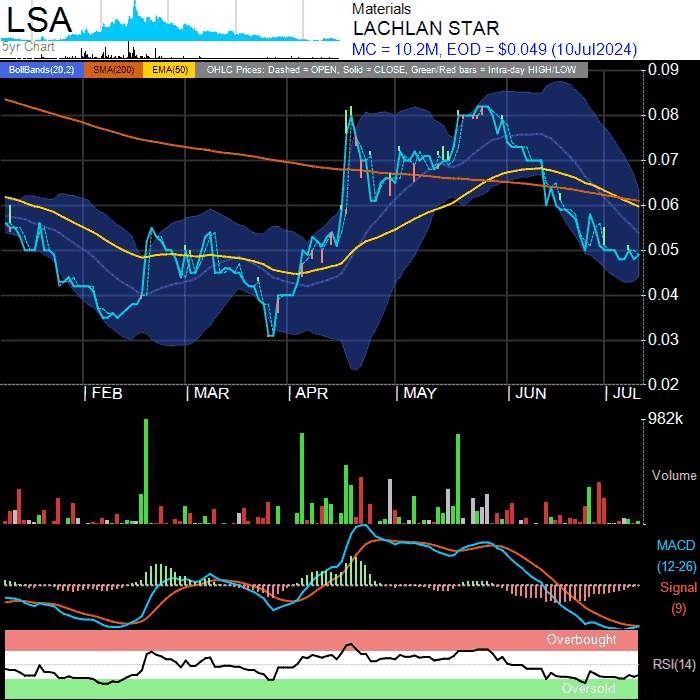 LSA
5yr Chart
Materials
LACHLAN STAR
MC = 10.2M, EOD = $0.049 (10Jul2024)
BollBands(20,2) SMA(200) EMA(50) OHLC Prices: Dashed = OPEN, Solid = CLOSE, Green/Red bars = Intra-day HIGH/LOW
0.09
0.08
0.07
0.06
0.05
0.04
0.03
0.02
FEB MAR APR MAY JUN JUL
982k
Volume
MACD
(12-26)
Signal
(9)
Overbought
RSI(14)
Oversold